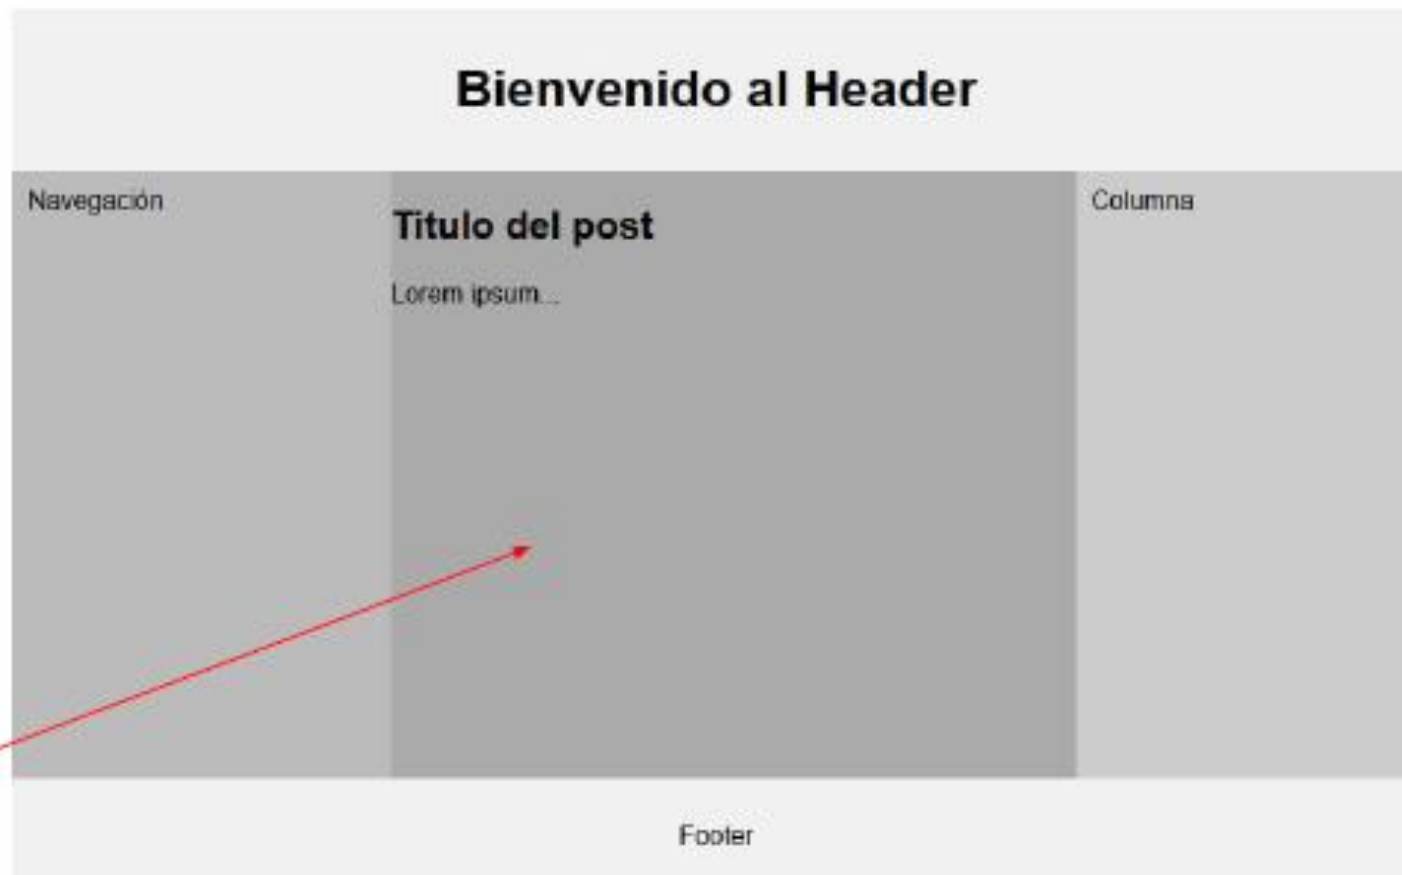 Bienvenido al Header
Navegación
Titulo del post
Lorem ipsum...
Columna
Footer